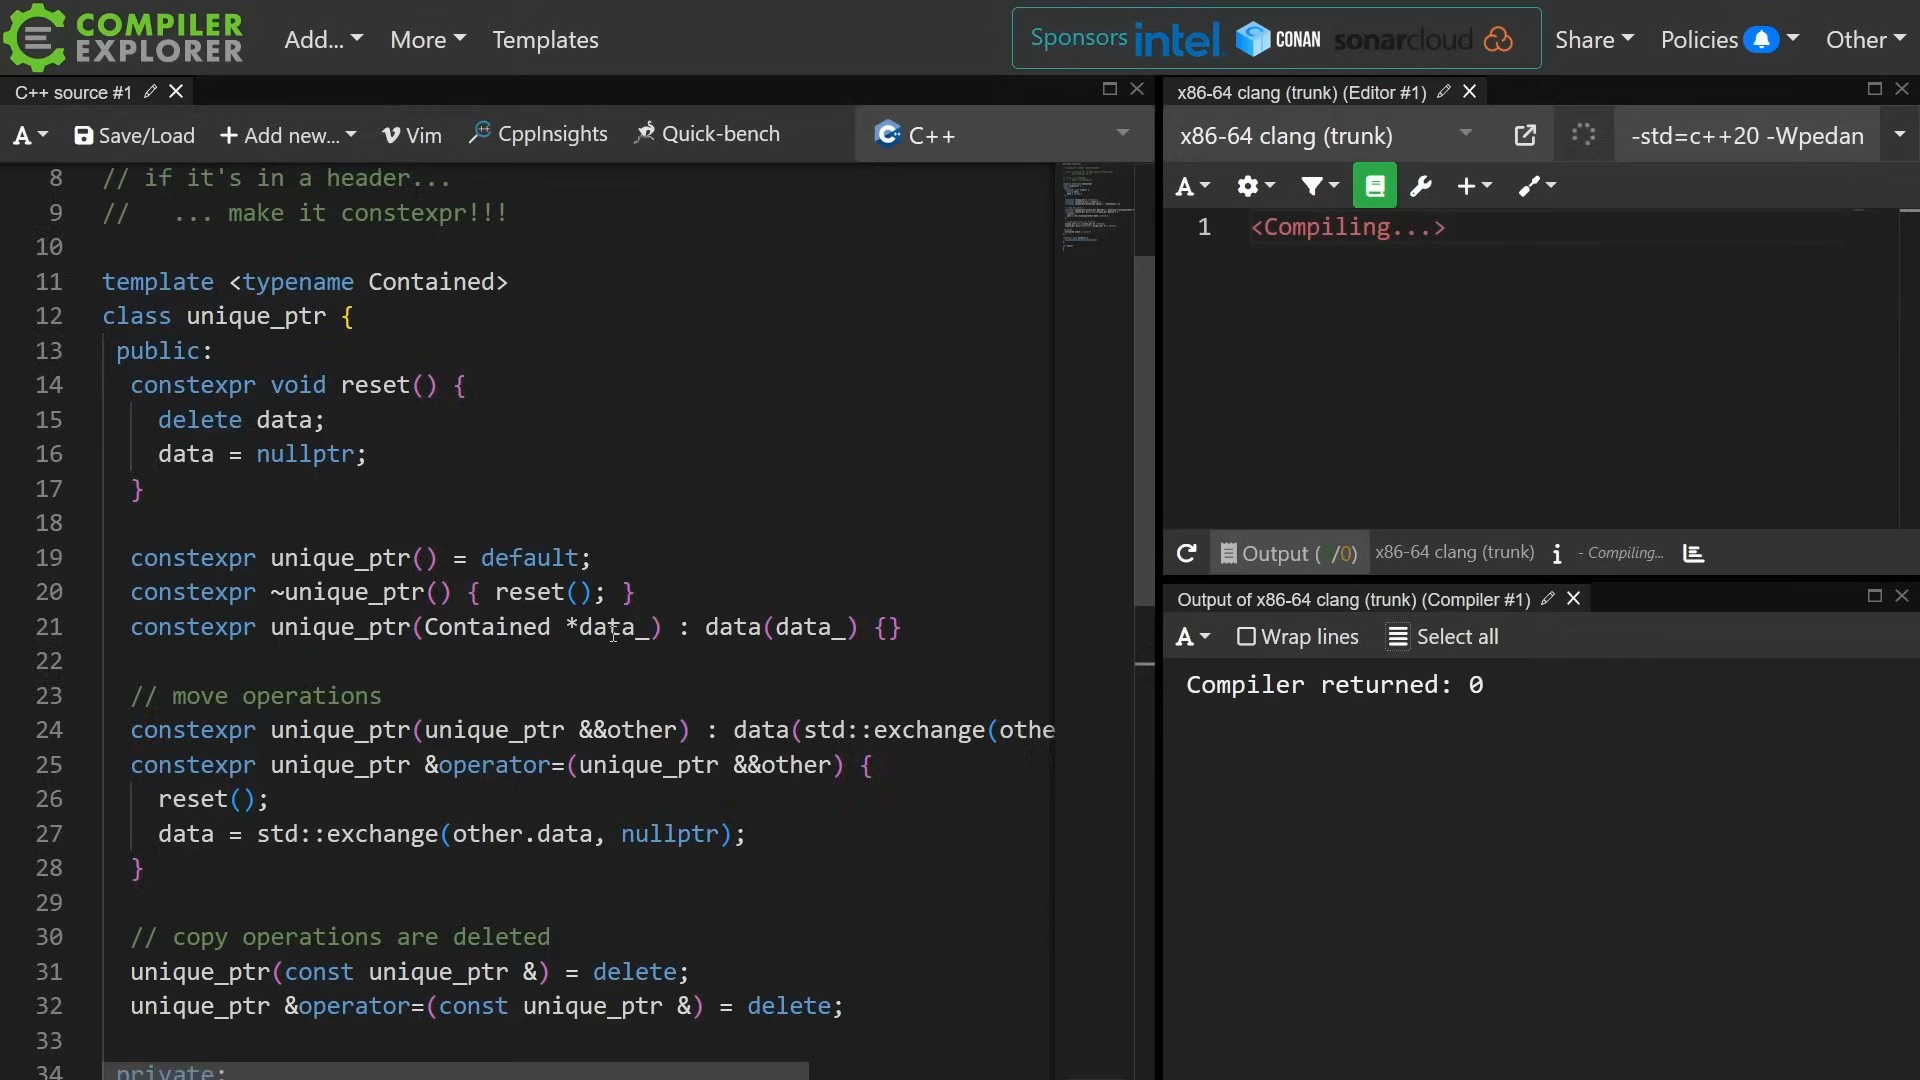 COMPILER
EXPLORER
Add...
More
Templates
Sponsors intel. CONAN sonarcloud
Share
Policies
Other
C++ source #1
A
Save/Load
Add new...
Vim
CppInsights
Quick-bench
C++
8 // if it's in a header...
9 //   ... make it constexpr!!!
10
11 template <typename Contained>
12 class unique_ptr {
13  public:
14   constexpr void reset() {
15     delete data;
16     data = nullptr;
17   }
18
19   constexpr unique_ptr() = default;
20   constexpr ~unique_ptr() { reset(); }
21   constexpr unique_ptr(Contained *data_) : data(data_) {}
22
23   // move operations
24   constexpr unique_ptr(unique_ptr &&other) : data(std::exchange(othe
25   constexpr unique_ptr &operator=(unique_ptr &&other) {
26     reset();
27     data = std::exchange(other.data, nullptr);
28   }
29
30   // copy operations are deleted
31   unique_ptr(const unique_ptr &) = delete;
32   unique_ptr &operator=(const unique_ptr &) = delete;
33
34  private:
x86-64 clang (trunk) (Editor #1)
x86-64 clang (trunk)
-std=c++20 -Wpedan
A
1 <Compiling...>
Output ( /0) x86-64 clang (trunk) i - Compiling...
Output of x86-64 clang (trunk) (Compiler #1)
A
Wrap lines
Select all
Compiler returned: 0